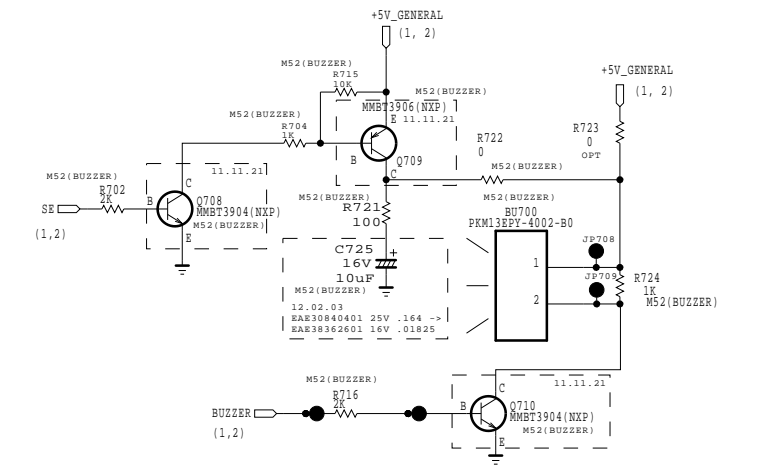 +5V_GENERAL
(1, 2)
M52(BUZZER)
R715
10K
M52(BUZZER)
MMBT3906(NXP)
E
11.11.21
+5V_GENERAL
(1, 2)
M52(BUZZER)
R704
1K
B
Q709
C
R722
0
M52(BUZZER)
R723
0
OPT
11.11.21
M52(BUZZER)
R702
2K
SE
(1,2)
B
C
Q708
MMBT3904(NXP)
M52(BUZZER)
E
M52(BUZZER)
R721
100
M52(BUZZER)
BU700
PKM13EPY-4002-B0
C725
+
16V
10uF
M52(BUZZER)
12.02.03
EAE30840401 25V .164 ->
EAE38362601 16V .01825
1
2
JP708
JP709
R724
1K
M52(BUZZER)
M52(BUZZER)
R716
2K
BUZZER
(1,2)
11.11.21
C
B
Q710
MMBT3904(NXP)
M52(BUZZER)
E